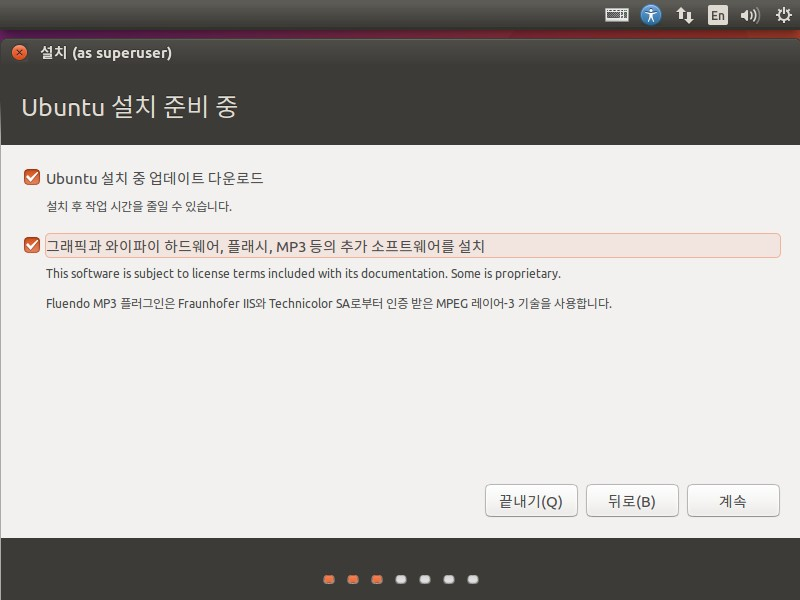 En
설치 (as superuser)
Ubuntu 설치 준비 중
Ubuntu 설치 중 업데이트 다운로드
설치 후 작업 시간을 줄일 수 있습니다.
그래픽과 와이파이 하드웨어, 플래시, MP3 등의 추가 소프트웨어를 설치
This software is subject to license terms included with its documentation. Some is proprietary.
Fluendo MP3 플러그인은 Fraunhofer IIS와 Technicolor SA로부터 인증 받은 MPEG 레이어-3 기술을 사용합니다.
끝내기(Q) 뒤로(B) 계속